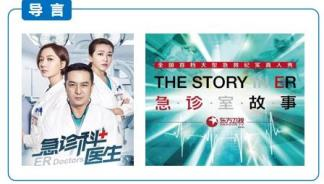 导言
急诊科
医生
ER Doctors
全国首档大型急救纪实真人秀
THE STORY IN ER
急·诊·室·故·事
东方卫视